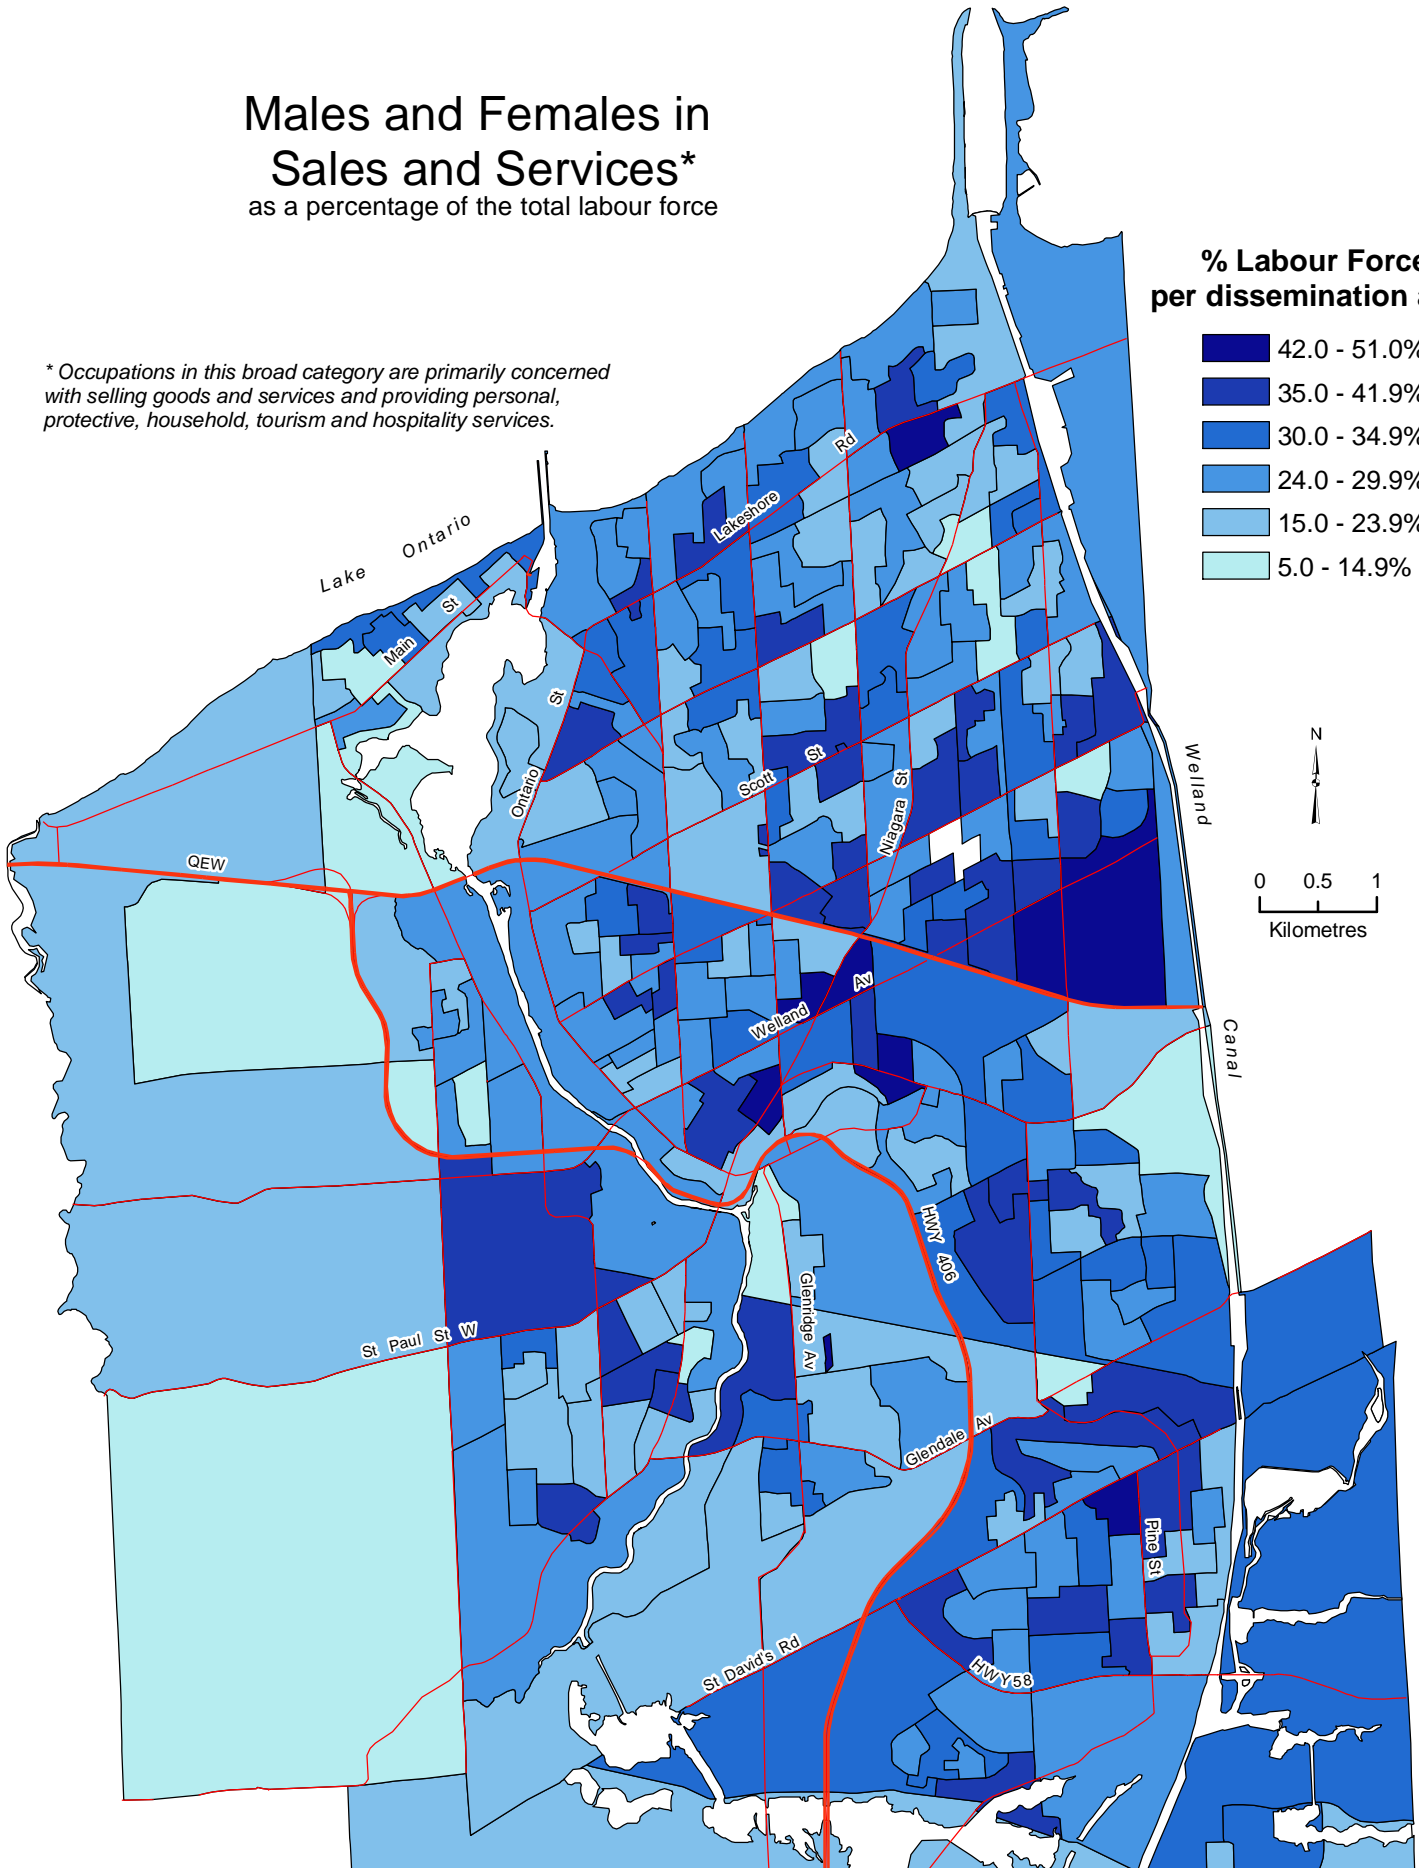 Males and Females in
Sales and Services*
as a percentage of the total labour force
% Labour Force
per dissemination a
42.0 - 51.0%
35.0 - 41.9%
30.0 - 34.9%
24.0 - 29.9%
15.0 - 23.9%
5.0 - 14.9%
* Occupations in this broad category are primarily concerned
with selling goods and services and providing personal,
protective, household, tourism and hospitality services.
Rd
Lakeshore
Lake Ontario
Main St
Ontario St
Scott St
Niagara St
Welland
N
QEW
0 0.5 1
Kilometres
Welland Av
Canal
HWY 406
Glenridge Av
St Paul St W
Glendale Av
Pine St
St David's Rd
HWY58